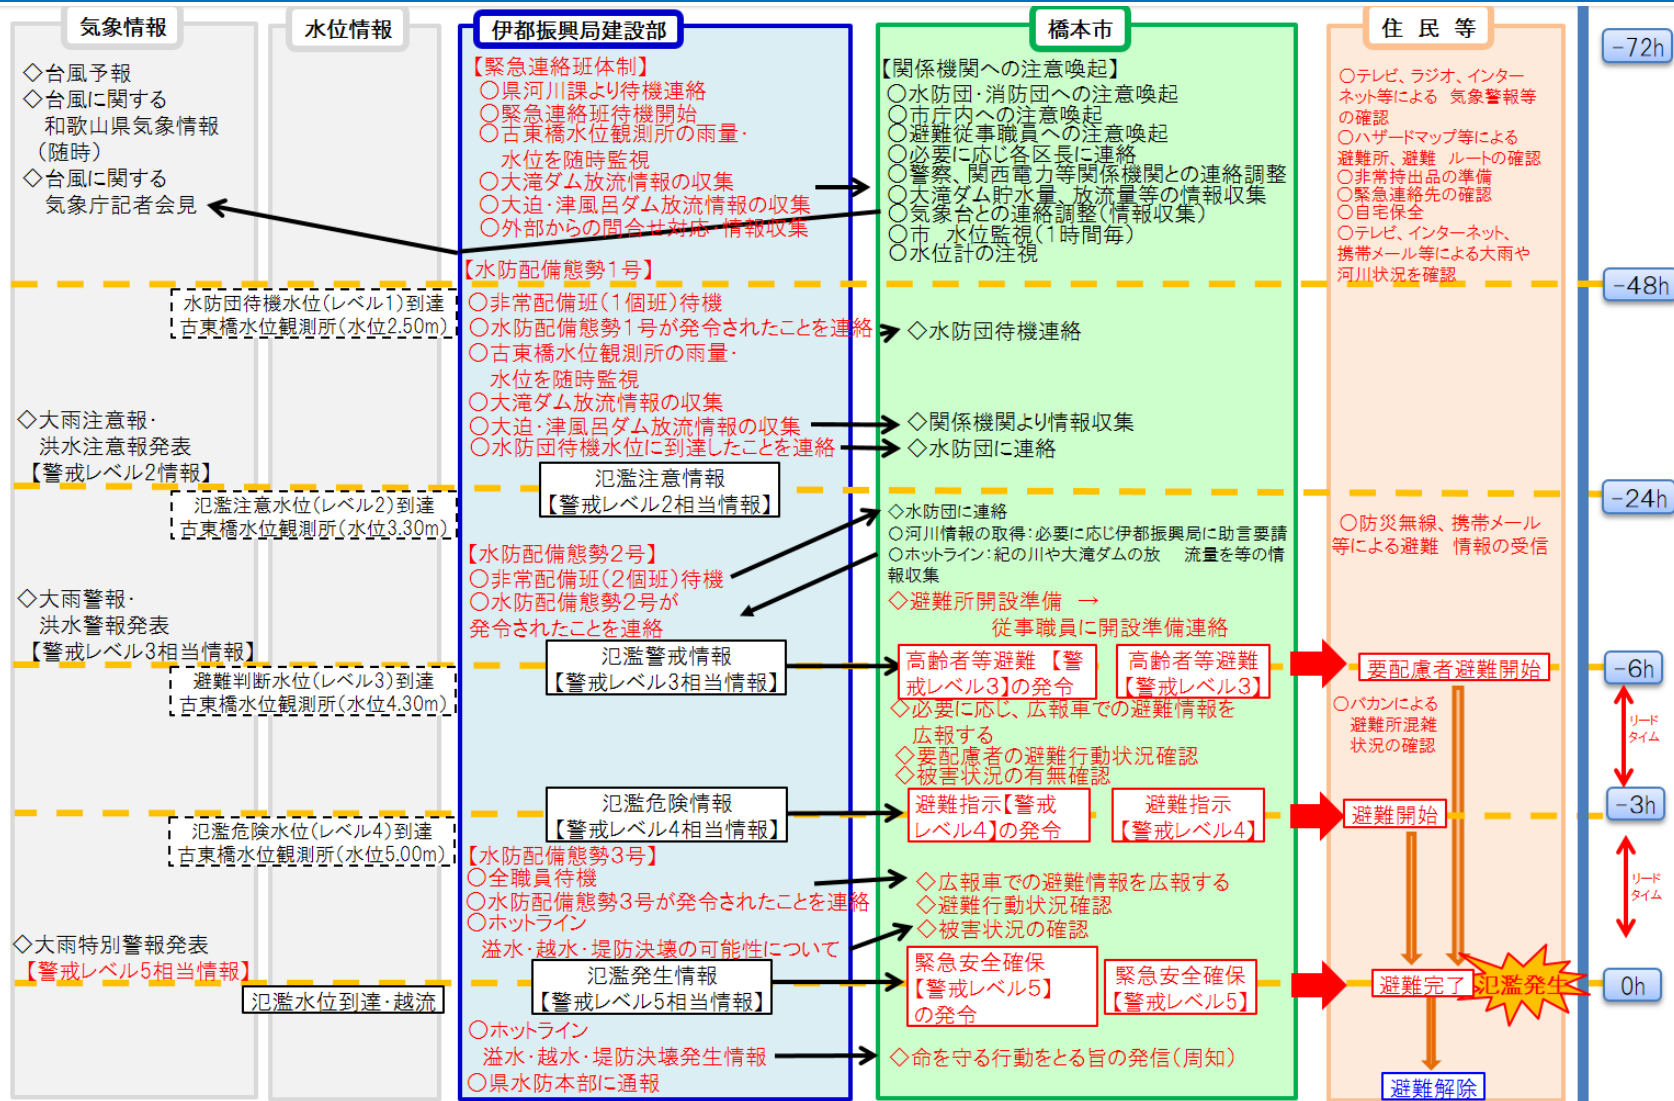 気象情報
◇台風予報
◇台風に関する
和歌山県気象情報
(随時)
◇台風に関する
気象庁記者会見
◇大雨注意報・
洪水注意報発表
【警戒レベル2情報】
◇大雨警報・
洪水警報発表
【警戒レベル3相当情報】
◇大雨特別警報発表
【警戒レベル5相当情報】
水位情報
水防団待機水位(レベル1)到達
古東橋水位観測所(水位2.50m)
氾濫注意水位(レベル2)到達
古東橋水位観測所(水位3.30m)
避難判断水位(レベル3)到達
古東橋水位観測所(水位4.30m)
氾濫危険水位(レベル4)到達
古東橋水位観測所(水位5.00m)
氾濫水位到達・越流
伊都振興局建設部
【緊急連絡班体制】
○県河川課より待機連絡
○緊急連絡班待機開始
○古東橋水位観測所の雨量・
水位を随時監視
○大滝ダム放流情報の収集
○大迫・津風呂ダム放流情報の収集
○外部からの問合せ対応・情報収集
【水防配備態勢1号】
○非常配備班(1個班)待機
○水防配備態勢1号が発令されたことを連絡
○古東橋水位観測所の雨量・
水位を随時監視
○大滝ダム放流情報の収集
○大迫・津風呂ダム放流情報の収集
○水防団待機水位に到達したことを連絡
氾濫注意情報
【警戒レベル2相当情報】
【水防配備態勢2号】
○非常配備班(2個班)待機
○水防配備態勢2号が
発令されたことを連絡
氾濫警戒情報
【警戒レベル3相当情報】
氾濫危険情報
【警戒レベル4相当情報】
【水防配備態勢3号】
○全職員待機
○水防配備態勢3号が発令されたことを連絡
○ホットライン
溢水・越水・堤防決壊の可能性について
氾濫発生情報
【警戒レベル5相当情報】
○ホットライン
溢水・越水・堤防決壊発生情報
○県水防本部に通報
橋本市
【関係機関への注意喚起】
○水防団・消防団への注意喚起
○市庁内への注意喚起
○避難従事職員への注意喚起
○必要に応じ各区長に連絡
○警察、関西電力等関係機関との連絡調整
○大滝ダム貯水量、放流量等の情報収集
○気象台との連絡調整(情報収集)
○市 水位監視(1時間毎)
○水位計の注視
◇水防団待機連絡
◇関係機関より情報収集
◇水防団に連絡
◇水防団に連絡
○河川情報の取得:必要に応じ伊都振興局に助言要請
○ホットライン:紀の川や大滝ダムの放 流量を等の情
報収集
◇避難所開設準備 →
従事職員に開設準備連絡
高齢者等避難 【警
戒レベル3】の発令
高齢者等避難
【警戒レベル3】
◇必要に応じ、広報車での避難情報を
広報する
◇要配慮者の避難行動状況確認
◇被害状況の有無確認
避難指示【警戒
レベル4】の発令
避難指示
【警戒レベル4】
◇広報車での避難情報を広報する
◇避難行動状況確認
◇被害状況の確認
緊急安全確保
【警戒レベル5】
の発令
緊急安全確保
【警戒レベル5】
◇命を守る行動をとる旨の発信(周知)
住 民 等
○テレビ、ラジオ、インター
ネット等による 気象警報等
の確認
○ハザードマップ等による
避難所、避難 ルートの確認
○非常持出品の準備
○緊急連絡先の確認
○自宅保全
○テレビ、インターネット、
携帯メール等による大雨や
河川状況を確認
○防災無線、携帯メール
等による避難 情報の受信
要配慮者避難開始
○バカンによる
避難所混雑
状況の確認
避難開始
避難完了
氾濫発生
避難解除
-72h
-48h
-24h
-6h
リード
タイム
-3h
リード
タイム
0h